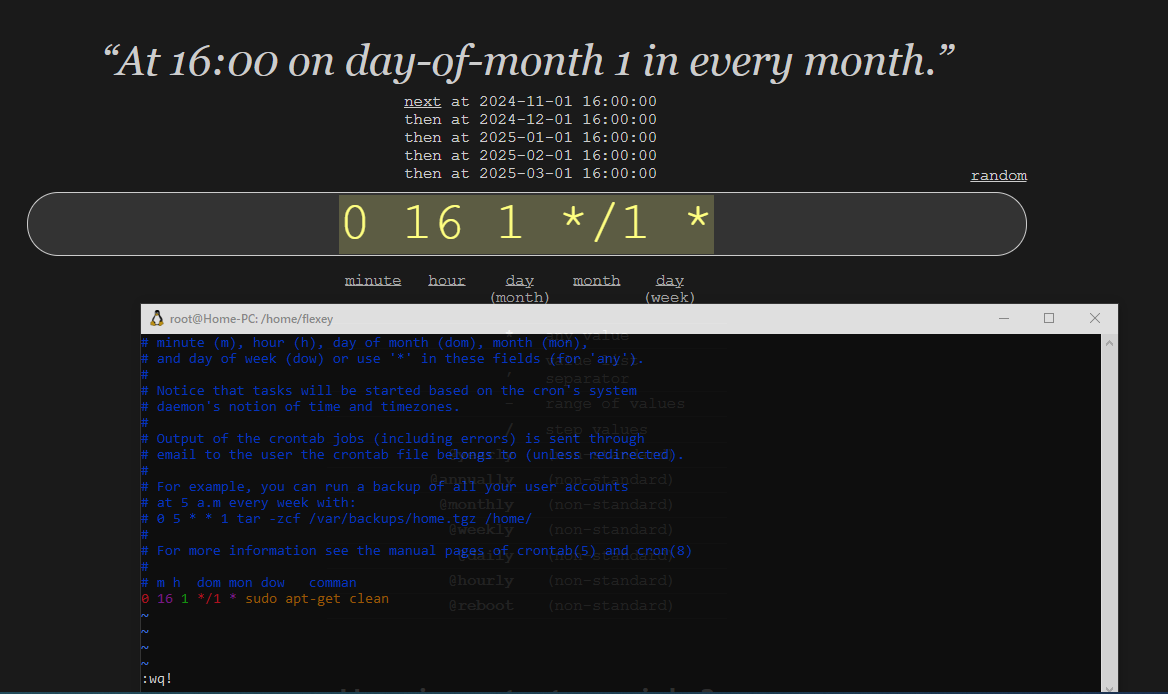 “At 16:00 on day-of-month 1 in every month.”
next at 2024-11-01 16:00:00
then at 2024-12-01 16:00:00
then at 2025-01-01 16:00:00
then at 2025-02-01 16:00:00
then at 2025-03-01 16:00:00
random
0 16 1 */1 *
minute hour day (month) month day (week)
root@Home-PC: /home/flexey
# minute (m), hour (h), day of month (dom), month (mon),
# and day of week (dow) or use '*' in these fields (for 'any').
#
# Notice that tasks will be started based on the cron's system
# daemon's notion of time and timezones.
#
# Output of the crontab jobs (including errors) is sent through
# email to the user the crontab file belongs to (unless redirected).
#
# For example, you can run a backup of all your user accounts
# at 5 a.m every week with:
# 0 5 * * 1 tar -zcf /var/backups/home.tgz /home/
#
# For more information see the manual pages of crontab(5) and cron(8)
#
# m h  dom mon dow   comman
0 16 1 */1 * sudo apt-get clean
~
~
~
~
:wq!
* any value
, value list
separator
- range of values
/ step values
@yearly (non-standard)
@annually (non-standard)
@monthly (non-standard)
@weekly (non-standard)
@daily (non-standard)
@hourly (non-standard)
@reboot (non-standard)